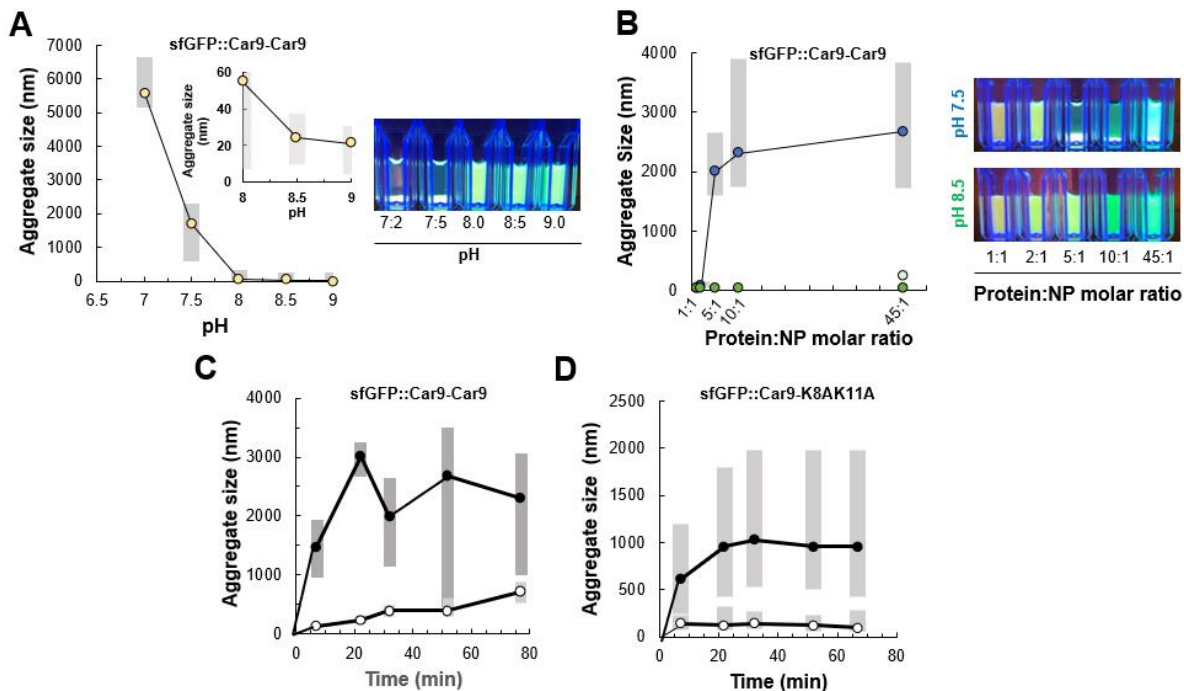 A
sfGFP::Car9-Car9
Aggregate size (nm)
7000
6000
5000
4000
3000
2000
1000
0
6.5 7 7.5 8 8.5 9
pH
Aggregate size
(nm)
60
40
20
0
8 8.5 9
pH
7:2 7:5 8.0 8:5 9.0
pH
B
sfGFP::Car9-Car9
Aggregate Size (nm)
4000
3000
2000
1000
0
1:1 5:1 10:1 45:1
Protein:NP molar ratio
pH 7.5
pH 8.5
1:1 2:1 5:1 10:1 45:1
Protein:NP molar ratio
C
sfGFP::Car9-Car9
Aggregate size (nm)
4000
3000
2000
1000
0
0 20 40 60 80
Time (min)
D
sfGFP::Car9-K8AK11A
Aggregate size (nm)
2500
2000
1500
1000
500
0
0 20 40 60 80
Time (min)